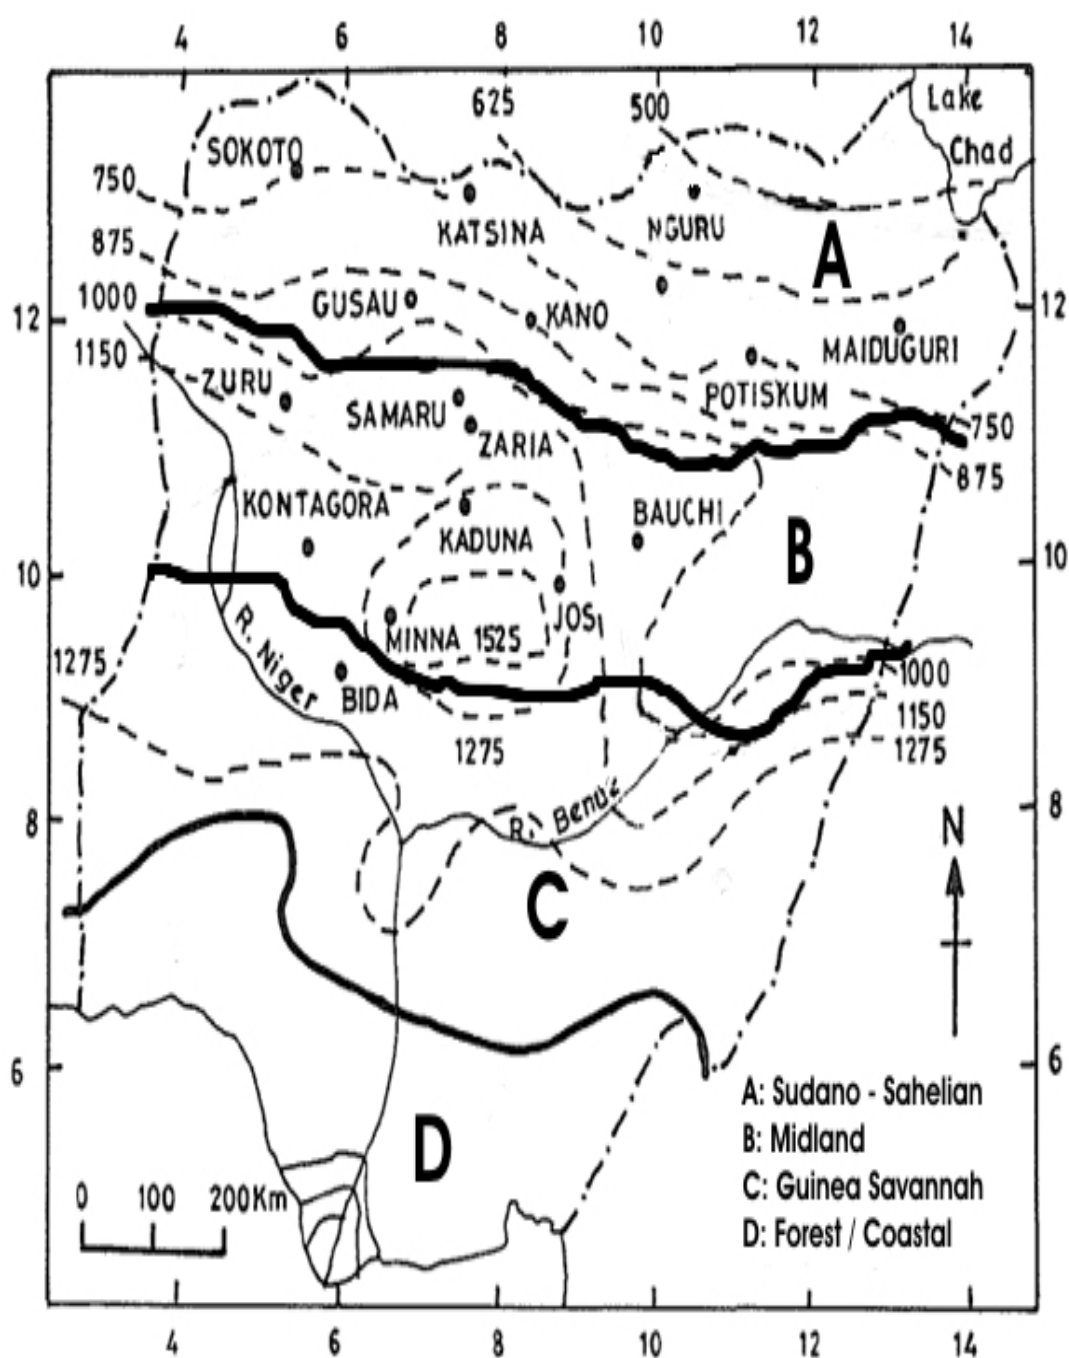 4 6 8 10 12 14
625 500 Lake
Chad
SOKOTO
750
KATSINA NGURU
875
A
1000 GUSAU KANO
12 12
1150 MAIDUGURI
ZURU POTISKUM
SAMARU
ZARIA 750
875
KONTAGORA BAUCHI
KADUNA B
10 10
JOS
MINNA 1525
R. Niger
1275
BIDA 1000
1150
1275 1275
R. Benue
8 8
N
C
6 6
A: Sudano - Sahelian
B: Midland
C: Guinea Savannah
D: Forest / Coastal
D
0 100 200Km
4 6 8 10 12 14